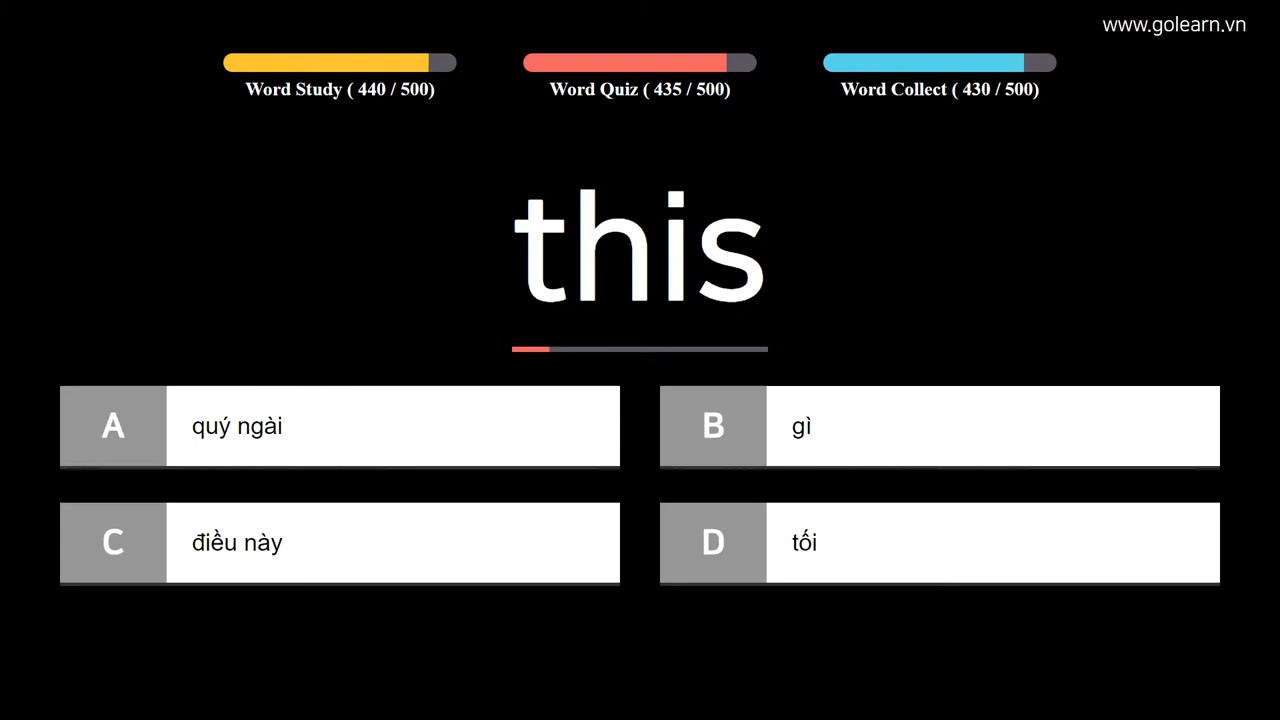 www.golearn.vn
Word Study ( 440 / 500)
Word Quiz ( 435 / 500)
Word Collect ( 430 / 500)
this
A quý ngài
B gì
C điều này
D tối